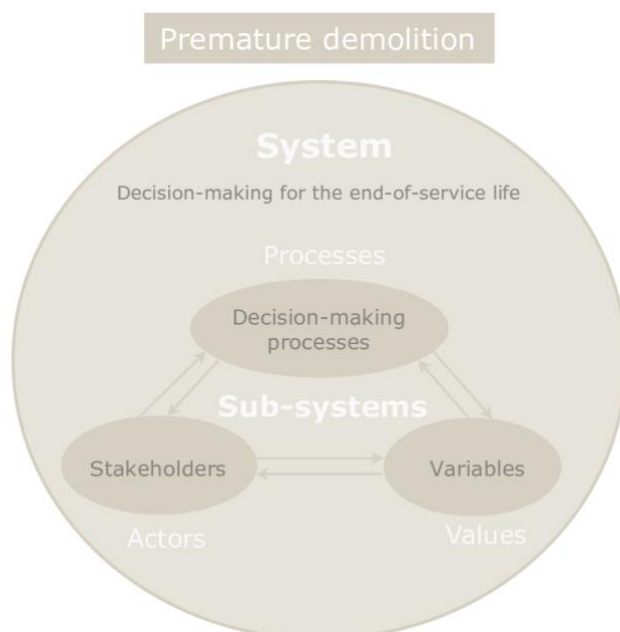 Premature demolition
System
Decision-making for the end-of-service life
Processes
Decision-making
processes
Sub-systems
Stakeholders
Variables
Actors
Values